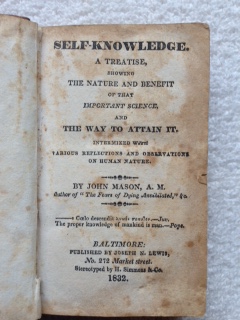 SELF-KNOWLEDGE.
A TREATISE,
SHOWING
THE NATURE AND BENEFIT
OF THAT
IMPORTANT SCIENCE,
AND
THE WAY TO ATTAIN IT.
INTERMIXED WITH
VARIOUS REFLECTIONS AND OBSERVATIONS
ON HUMAN NATURE.
BY JOHN MASON, A. M.
Author of "The Fears of Dying Annihilated," &c.
The proper knowledge of mankind is man.—Pope.
BALTIMORE:
PUBLISHED BY JOSEPH N. LEWIS,
No. 272 Market street.
Stereotyped by H. Simmons & Co.
1832.